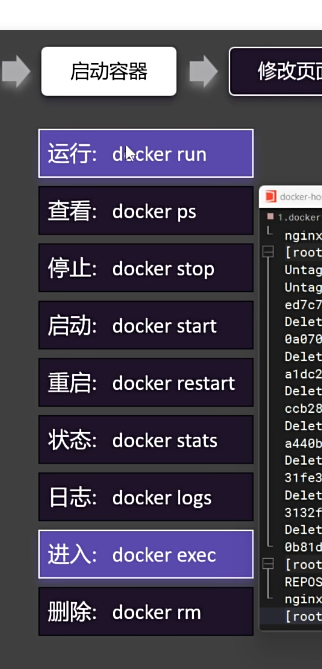 启动容器
修改页面
运行: docker run
查看: docker ps
停止: docker stop
启动: docker start
重启: docker restart
状态: docker stats
日志: docker logs
进入: docker exec
删除: docker rm
docker-ho
1.docker
nginx
[root
Untag
Untag
ed7c7
Delet
0a070
Delet
a1dc2
Delet
ccb28
Delet
a440b
Delet
31fe3
Delet
3132f
Delet
0b81d
[root
REPOS
nginx
[root